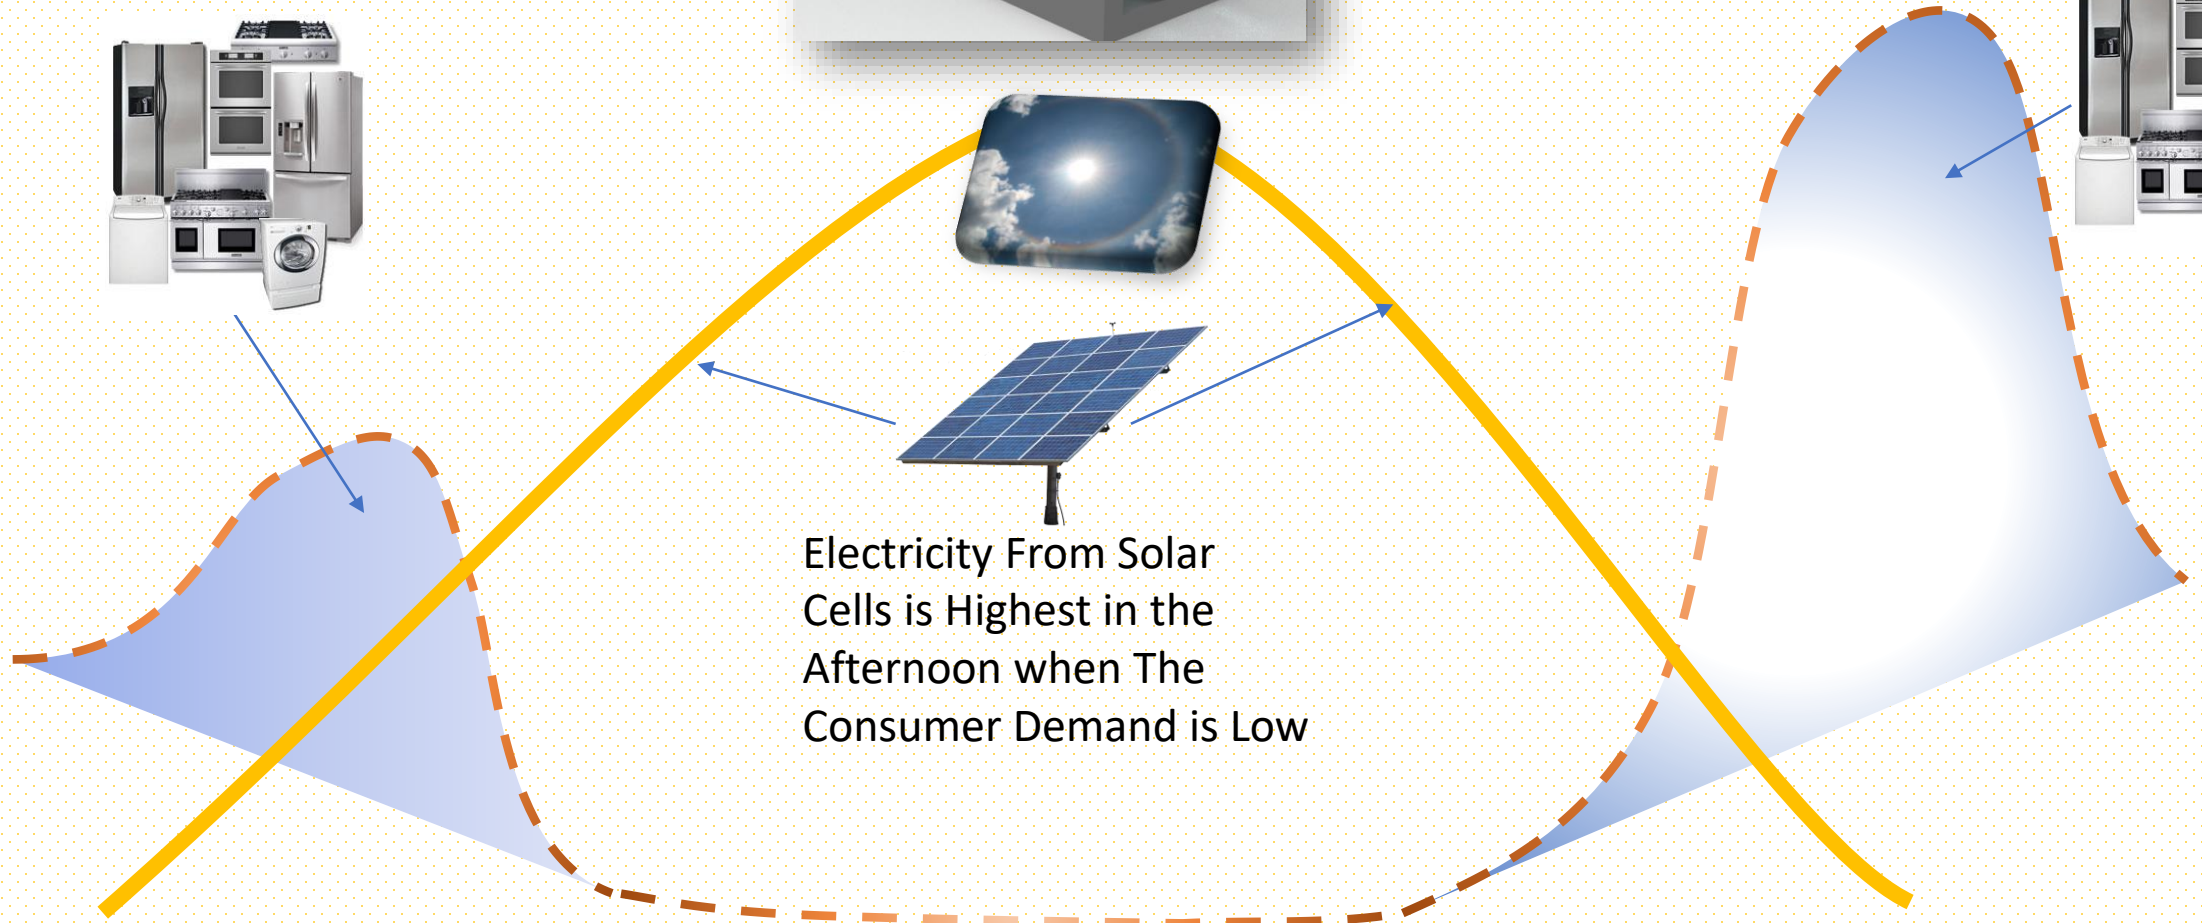 Electricity From Solar
Cells is Highest in the
Afternoon when The
Consumer Demand is Low